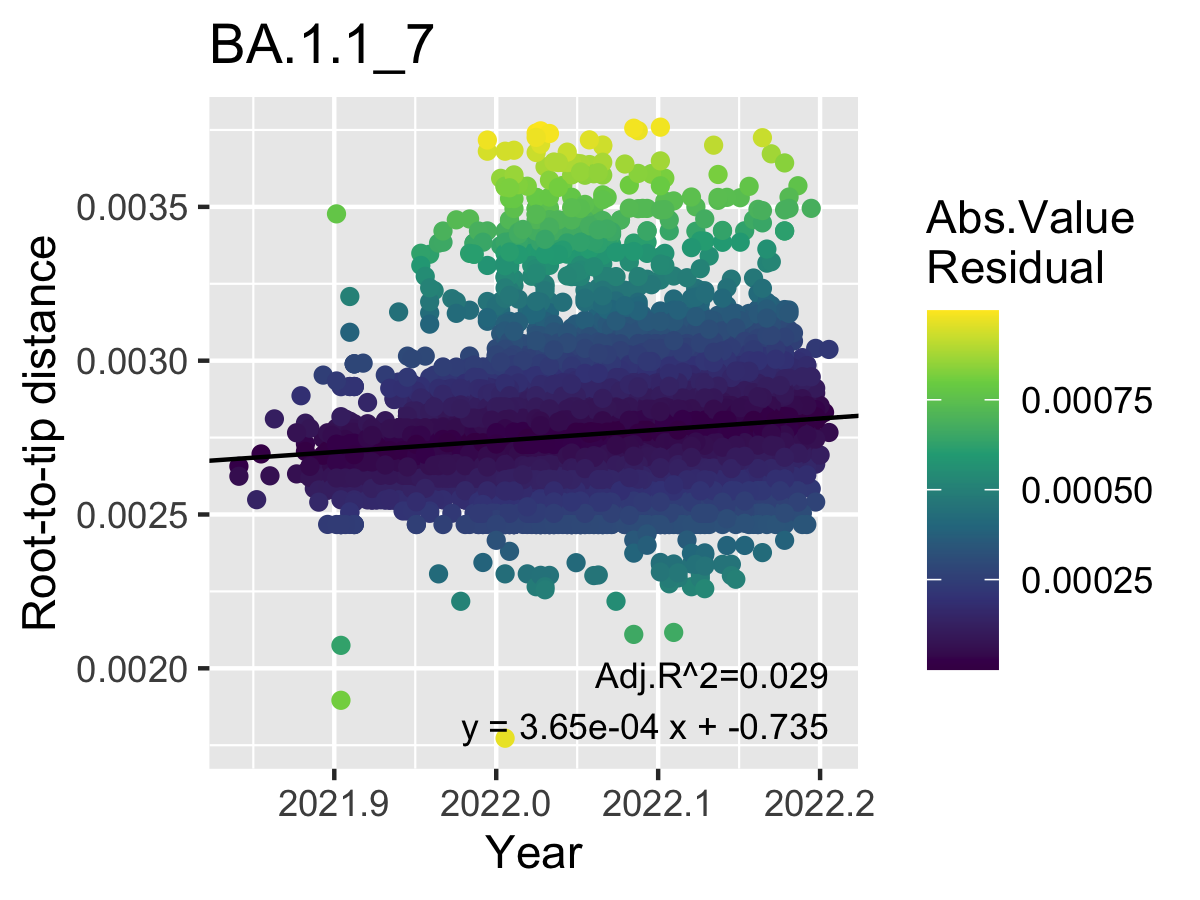 BA.1.1_7
Root-to-tip distance
0.0035
0.0030
0.0025
0.0020
Adj.R^2=0.029
y = 3.65e-04 x + -0.735
2021.9
2022.0
2022.1
2022.2
Year
Abs.Value
Residual
0.00075
0.00050
0.00025